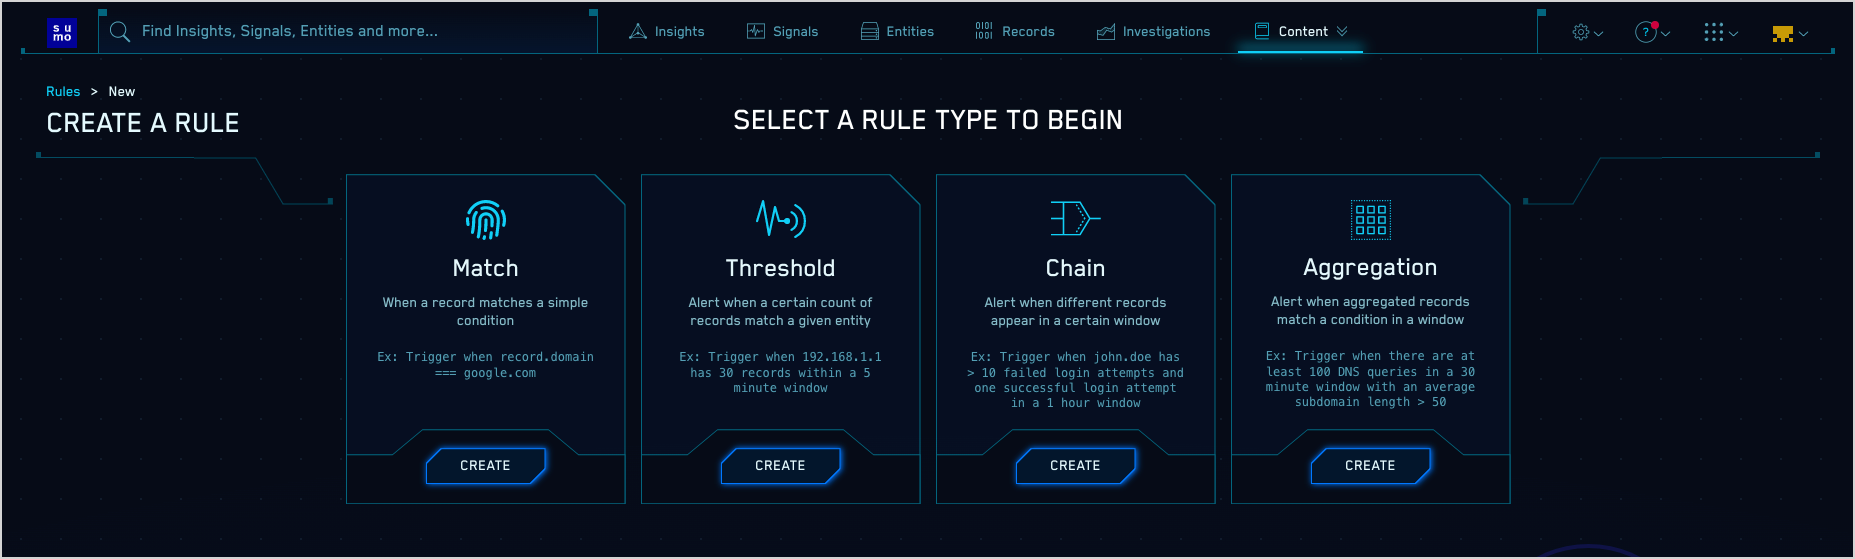 su
mo
Find Insights, Signals, Entities and more...
Insights
Signals
Entities
0101
1001
Records
Investigations
Content
?
Rules > New
CREATE A RULE
SELECT A RULE TYPE TO BEGIN
Match
When a record matches a simple
condition
Ex: Trigger when record.domain
=== google.com
CREATE
Threshold
Alert when a certain count of
records match a given entity
Ex: Trigger when 192.168.1.1
has 30 records within a 5
minute window
CREATE
Chain
Alert when different records
appear in a certain window
Ex: Trigger when john.doe has
> 10 failed login attempts and
one successful login attempt
in a 1 hour window
CREATE
Aggregation
Alert when aggregated records
match a condition in a window
Ex: Trigger when there are at
least 100 DNS queries in a 30
minute window with an average
subdomain length > 50
CREATE